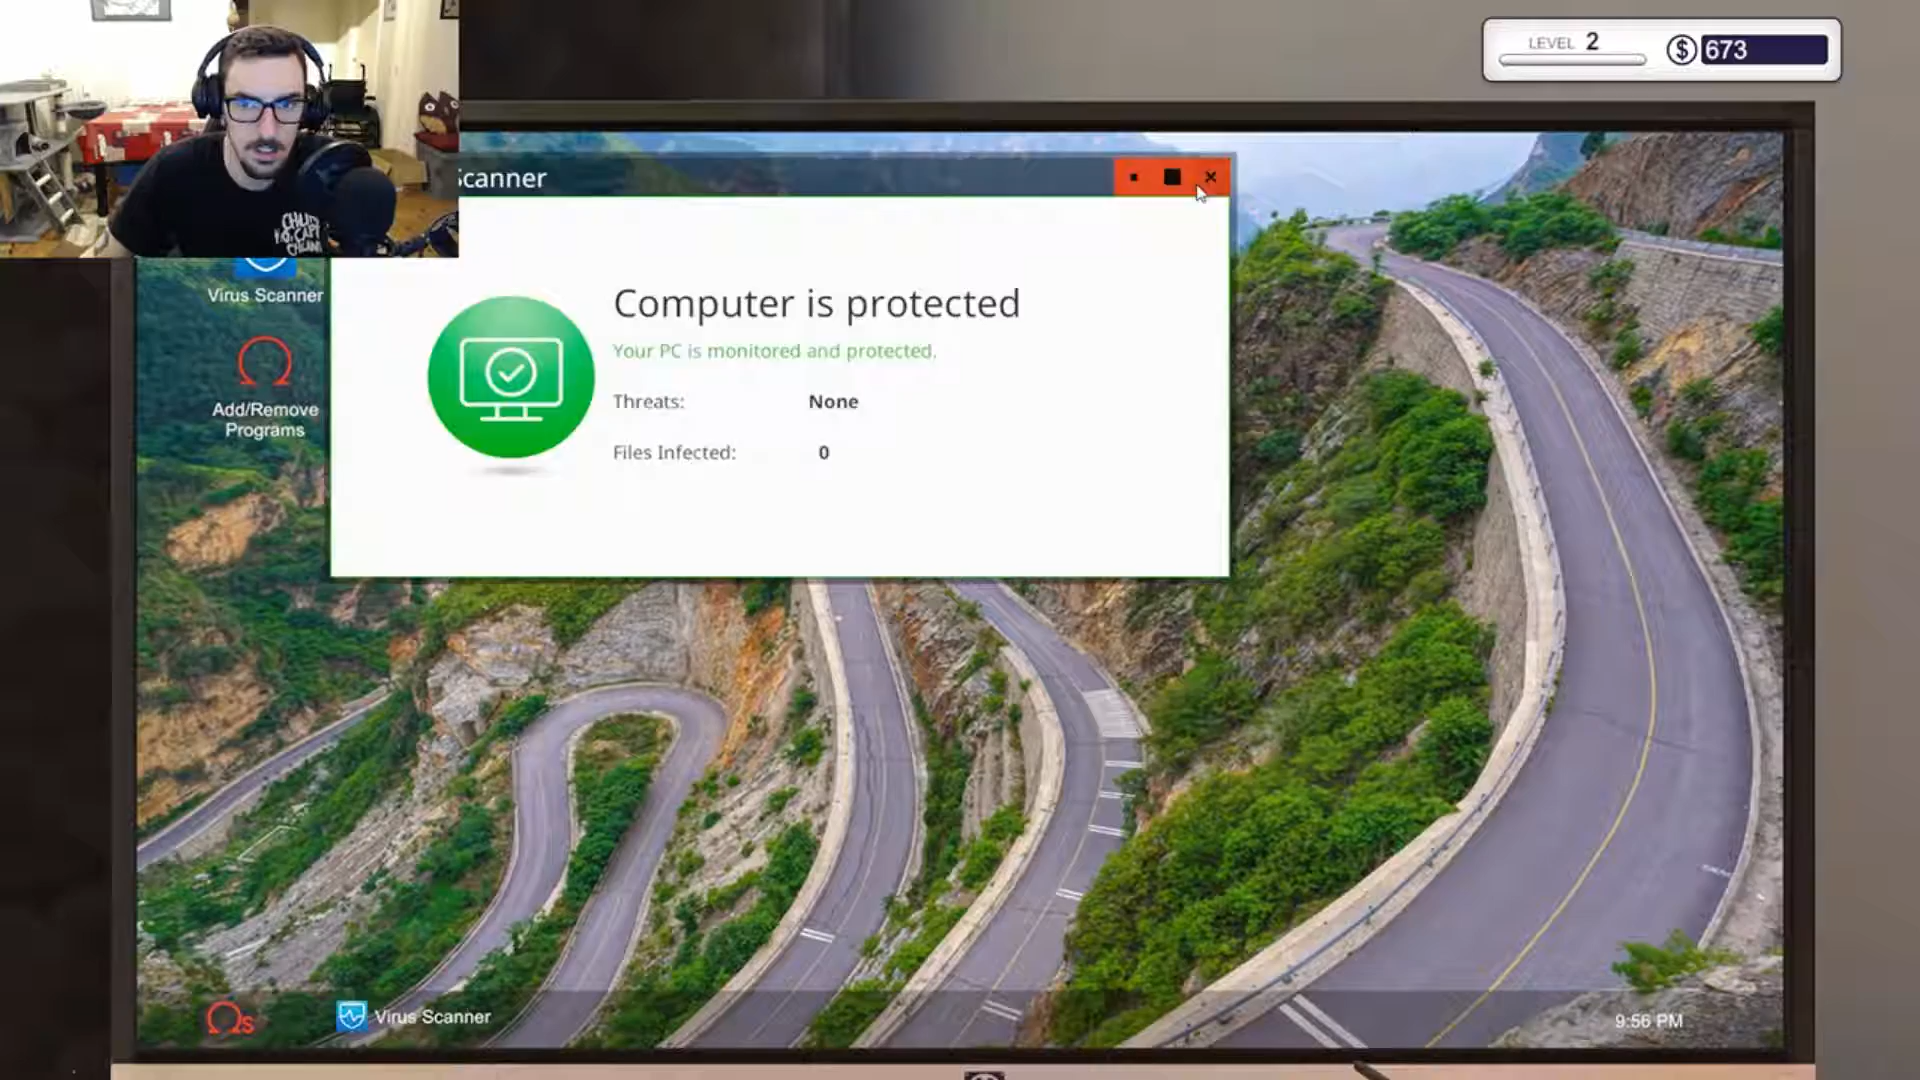 LEVEL 2
$ 673
Scanner
Computer is protected
Your PC is monitored and protected.
Threats: None
Files Infected: 0
Virus Scanner
Add/Remove
Programs
Ωs
Virus Scanner
9:56 PM